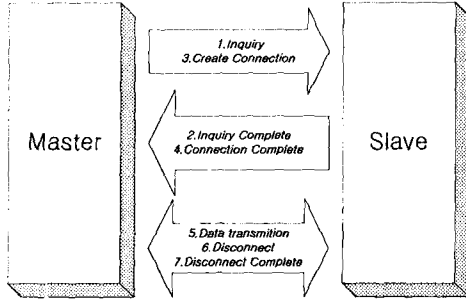 1.Inquiry
3.Create Connection
Master
2.Inquiry Complete
4.Connection Complete
Slave
5.Data transmition
6.Disconnect
7.Disconnect Complete